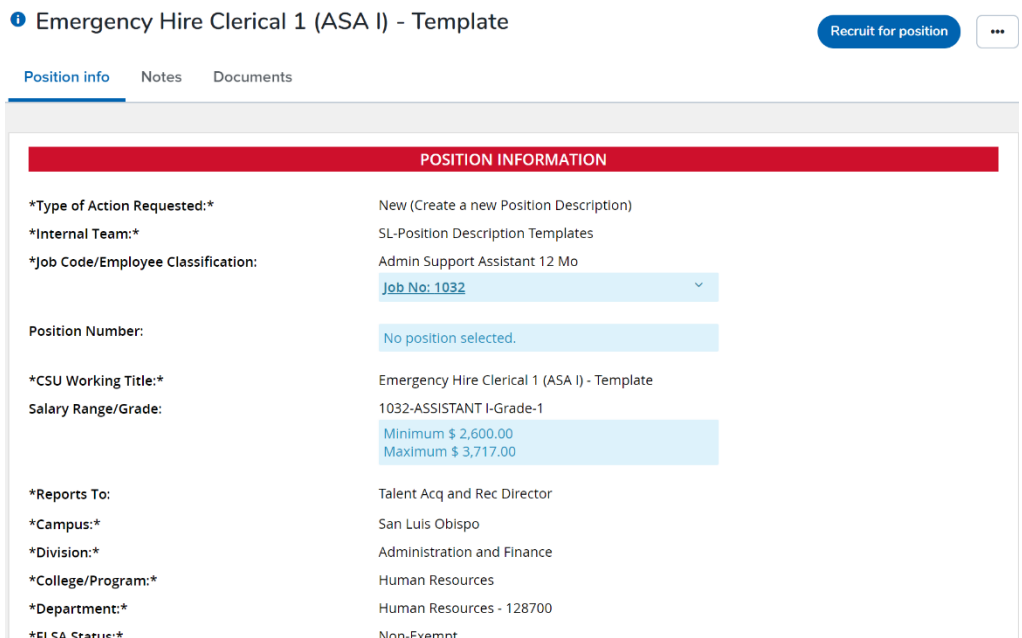 Emergency Hire Clerical 1 (ASA I) - Template
Recruit for position
Position info Notes Documents
POSITION INFORMATION
*Type of Action Requested:* New (Create a new Position Description)
*Internal Team:* SL-Position Description Templates
*Job Code/Employee Classification: Admin Support Assistant 12 Mo
Job No: 1032
Position Number: No position selected.
*CSU Working Title:* Emergency Hire Clerical 1 (ASA I) - Template
Salary Range/Grade: 1032-ASSISTANT I-Grade-1
Minimum $ 2,600.00
Maximum $ 3,717.00
*Reports To: Talent Acq and Rec Director
*Campus:* San Luis Obispo
*Division:* Administration and Finance
*College/Program:* Human Resources
*Department:* Human Resources - 128700
*FLSA Status:* Non-Exempt